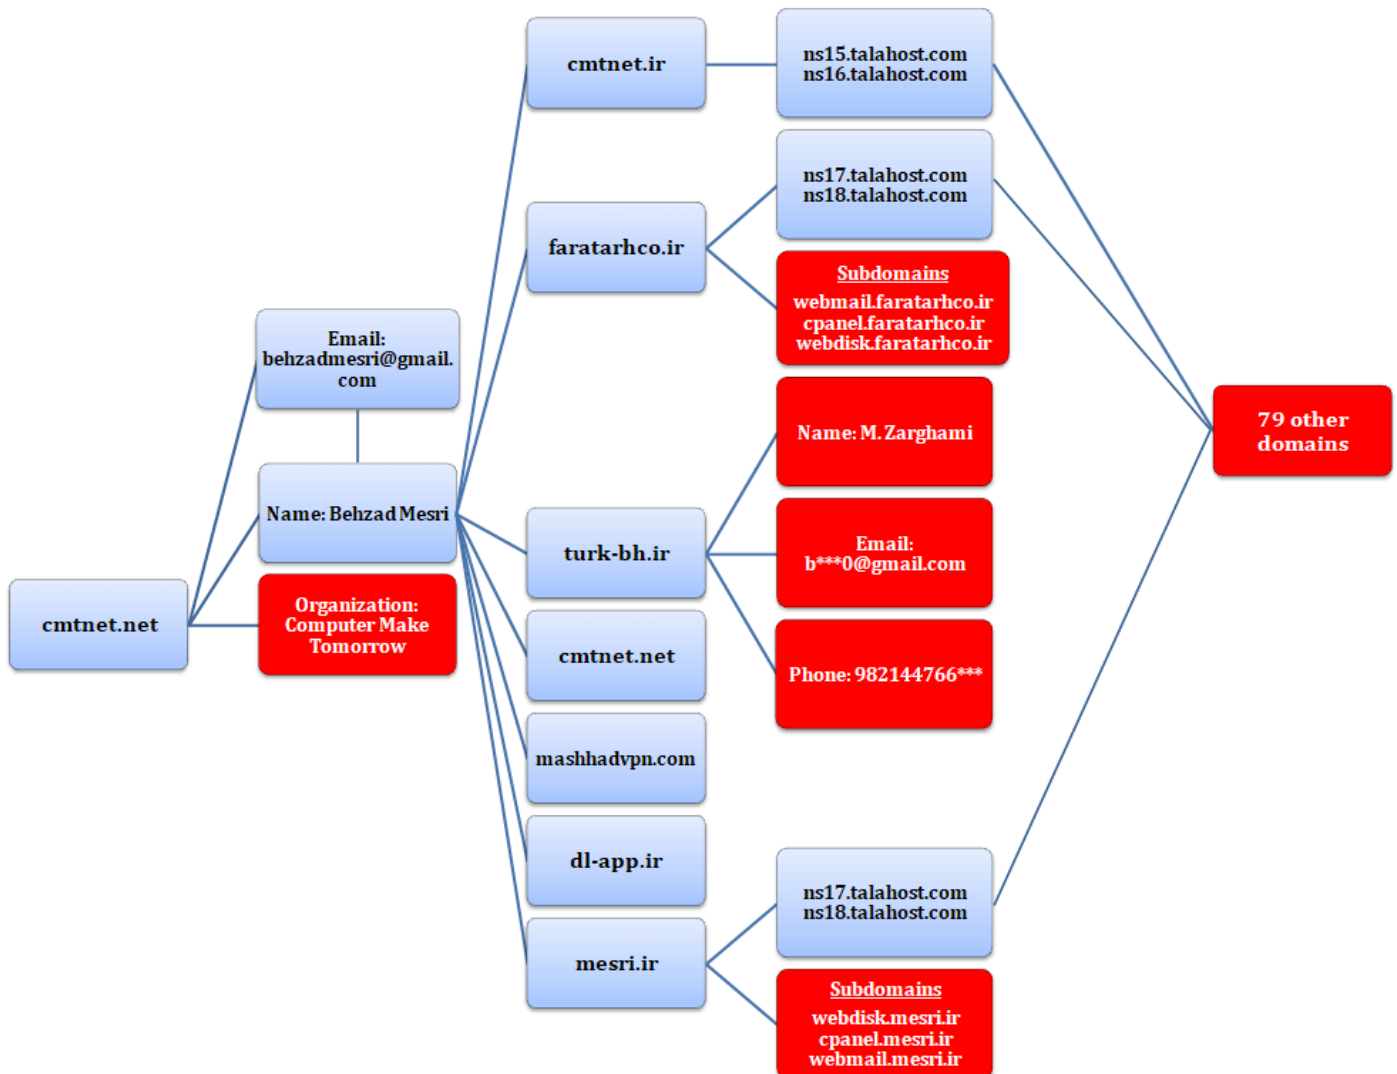 cmtnet.net
Email:
behzadmesri@gmail.
com
Name: Behzad Mesri
Organization:
Computer Make
Tomorrow
cmtnet.ir
faratarhco.ir
turk-bh.ir
cmtnet.net
mashhadvpn.com
dl-app.ir
mesri.ir
ns15.talahost.com
ns16.talahost.com
ns17.talahost.com
ns18.talahost.com
Subdomains
webmail.faratarhco.ir
cpanel.faratarhco.ir
webdisk.faratarhco.ir
Name: M. Zarghami
Email:
b***0@gmail.com
Phone: 982144766***
ns17.talahost.com
ns18.talahost.com
Subdomains
webdisk.mesri.ir
cpanel.mesri.ir
webmail.mesri.ir
79 other
domains